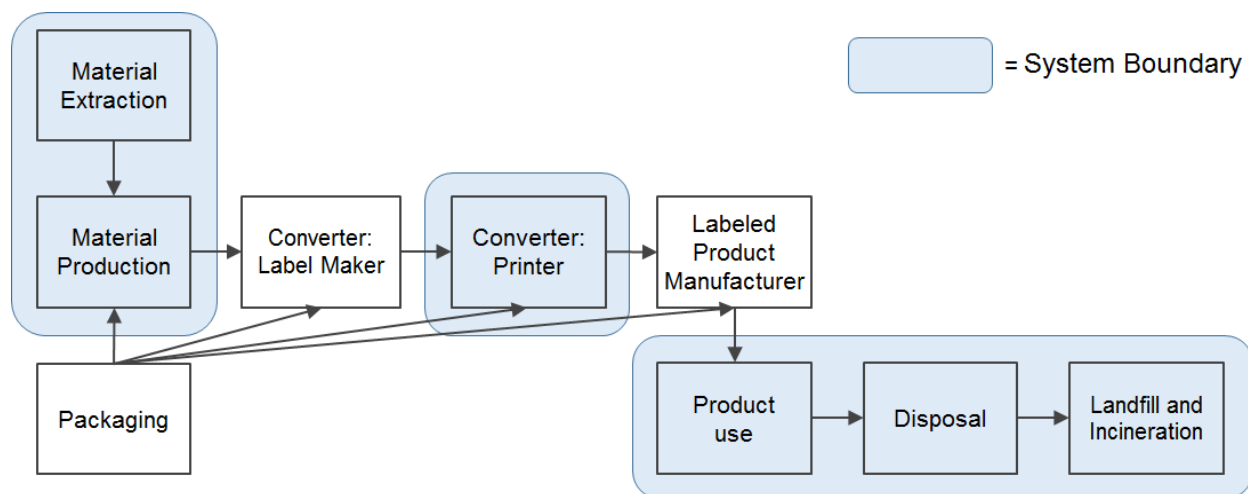 Material
Extraction
= System Boundary
Material
Production
Converter:
Label Maker
Converter:
Printer
Labeled
Product
Manufacturer
Packaging
Product
use
Disposal
Landfill and
Incineration